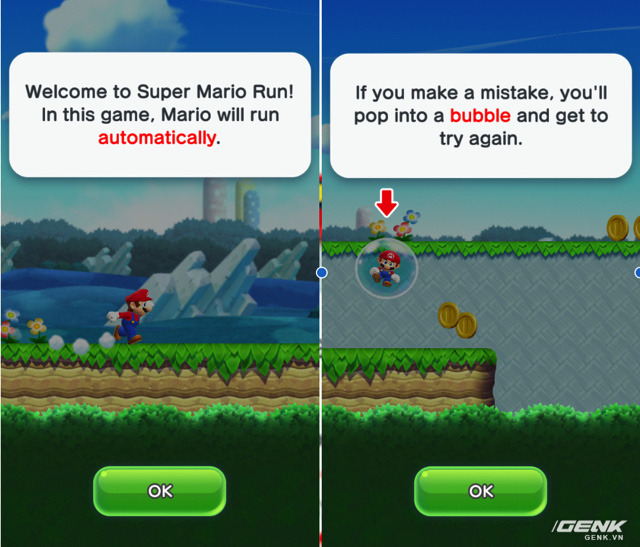 Welcome to Super Mario Run!
In this game, Mario will run
automatically.
OK
If you make a mistake, you'll
pop into a bubble and get to
try again.
OK
GENK
GENK.VN